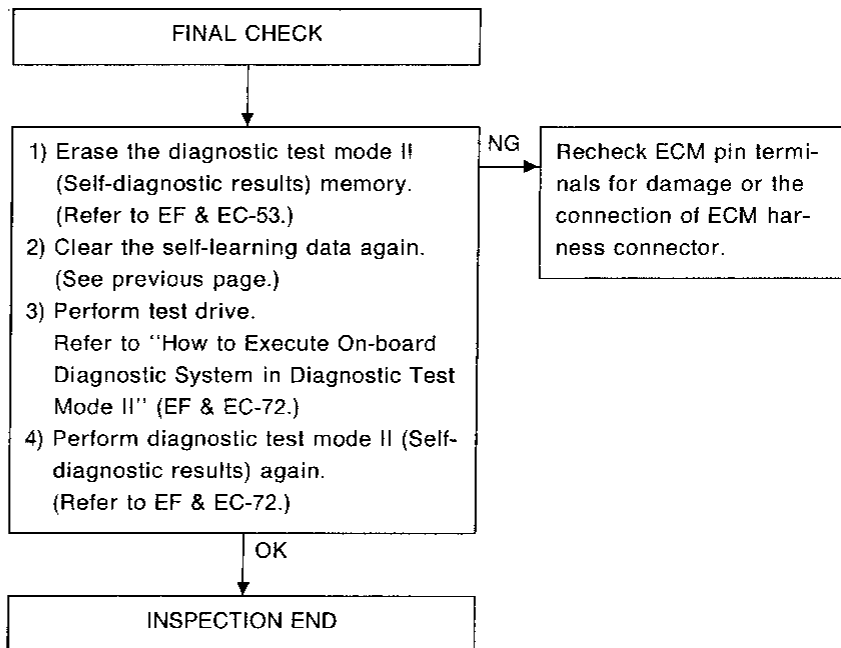 FINAL CHECK
1) Erase the diagnostic test mode II
(Self-diagnostic results) memory.
(Refer to EF & EC-53.)
2) Clear the self-learning data again.
(See previous page.)
3) Perform test drive.
Refer to "How to Execute On-board
Diagnostic System in Diagnostic Test
Mode II" (EF & EC-72.)
4) Perform diagnostic test mode II (Self-
diagnostic results) again.
(Refer to EF & EC-72.)
NG
Recheck ECM pin termi-
nals for damage or the
connection of ECM har-
ness connector.
OK
INSPECTION END